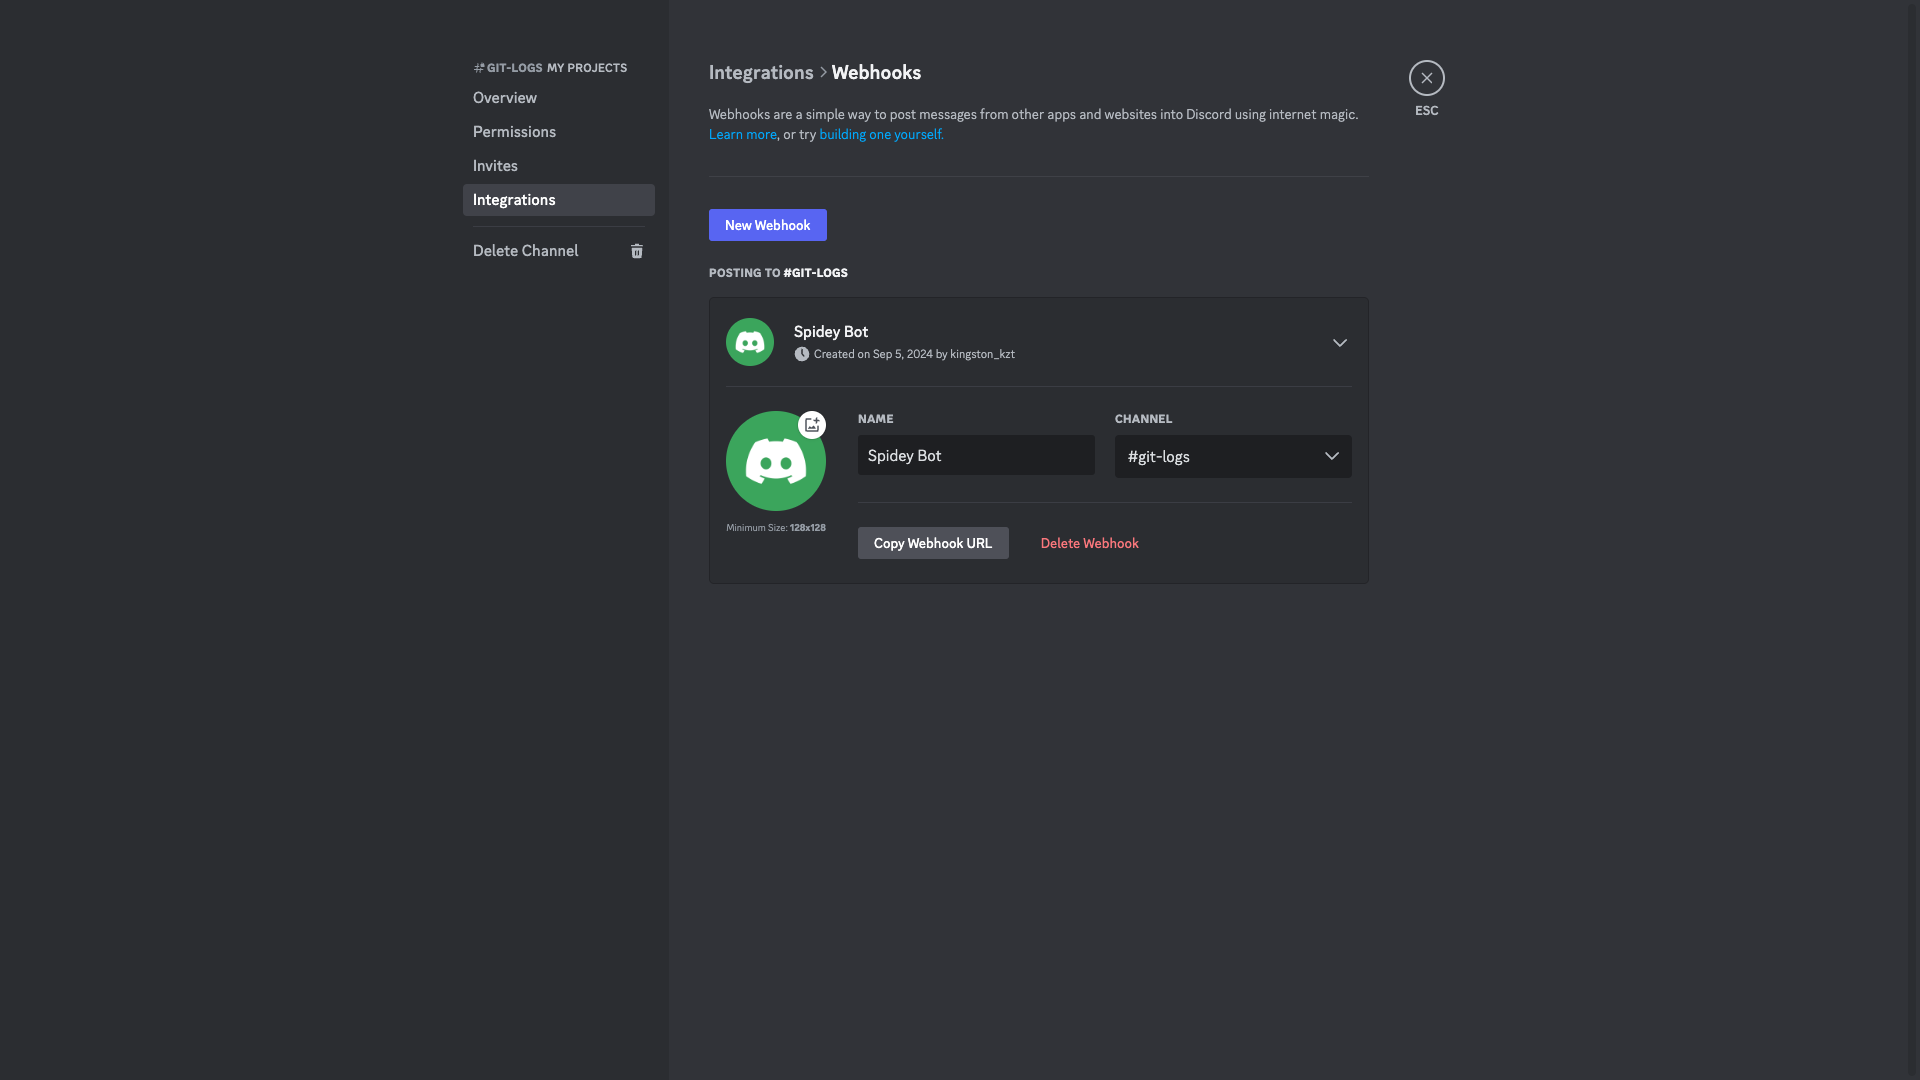 GIT-LOGS MY PROJECTS
Overview
Permissions
Invites
Integrations
Delete Channel
Integrations > Webhooks
Webhooks are a simple way to post messages from other apps and websites into Discord using internet magic.
Learn more, or try building one yourself.
ESC
New Webhook
POSTING TO #GIT-LOGS
Spidey Bot
Created on Sep 5, 2024 by kingston_kzt
NAME
CHANNEL
Spidey Bot
#git-logs
Minimum Size: 128x128
Copy Webhook URL
Delete Webhook